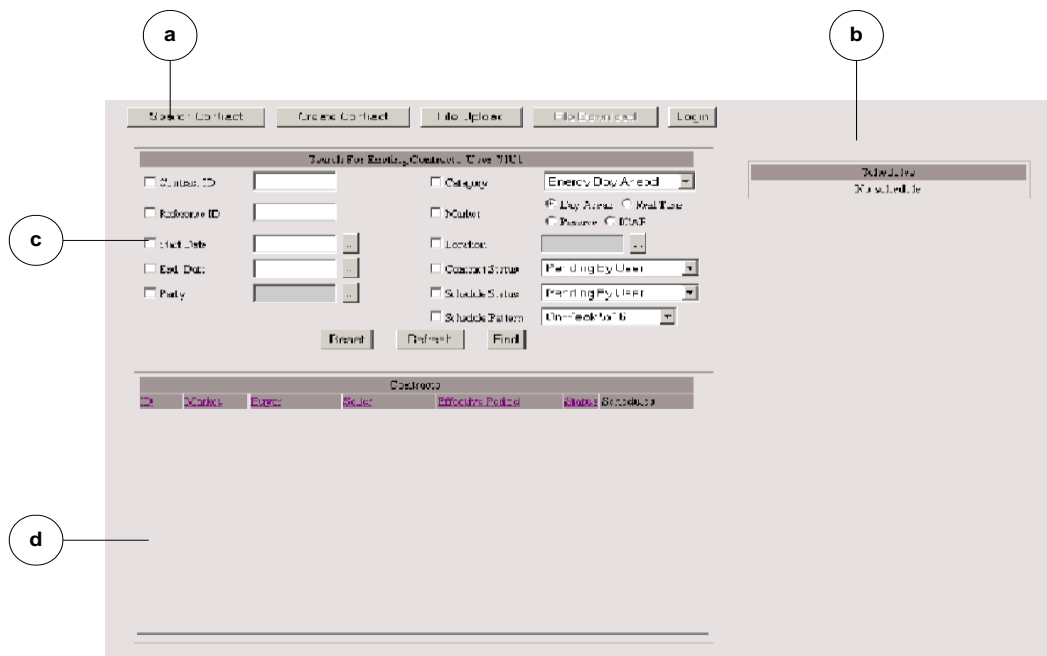 a
b
Search Contract Create Contract File Upload File Download Login
Search For Existing Contracts User
Schedules
No schedule
Contract ID
Category Energy Day Ahead
Reference ID
Market Day Ahead Real Time
Reserve
c
Start Date ...
Location ...
End Date ...
Contract Status Pending By User
Party ...
Schedule Status Pending By User
Schedule Pattern
Reset Refresh Find
Contracts
ID Market Buyer Seller Effective Period Status Schedules
d